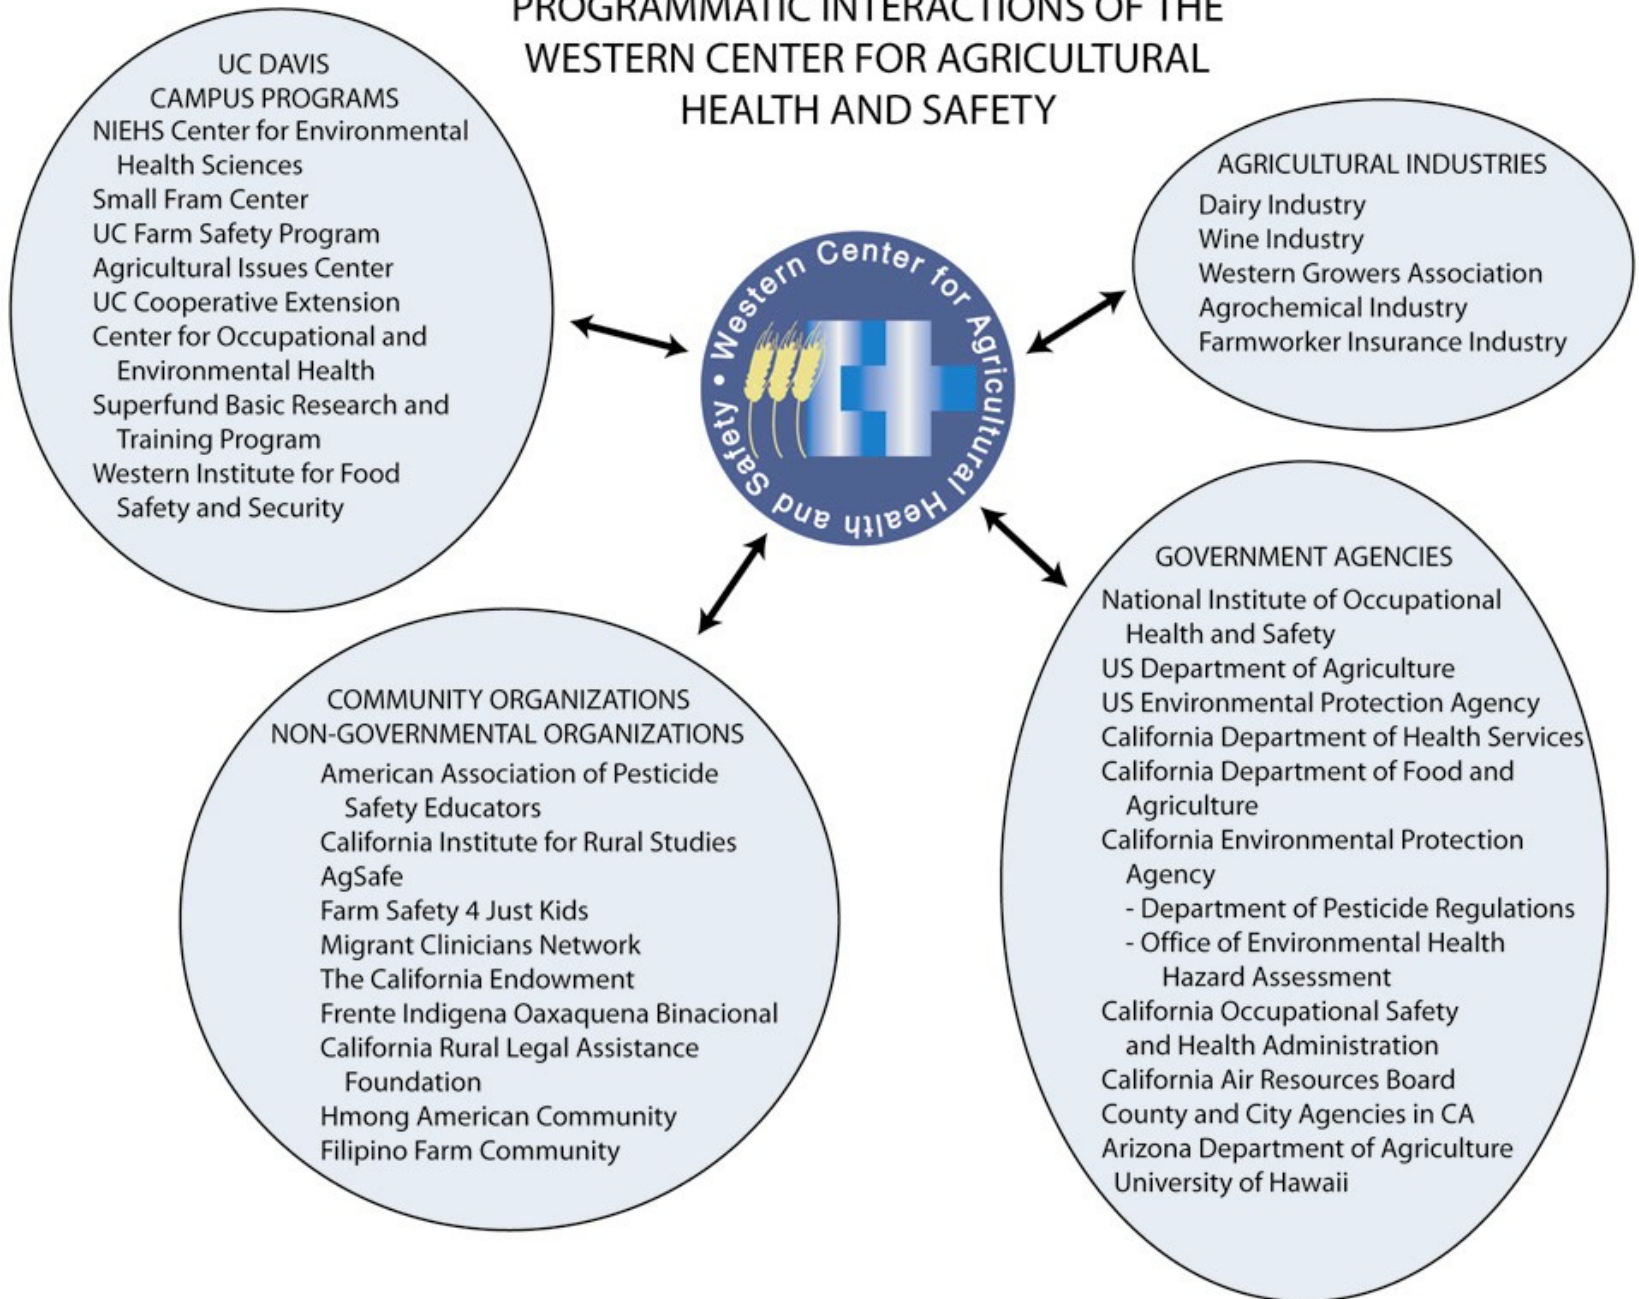 PROGRAMMATIC INTERACTIONS OF THE
WESTERN CENTER FOR AGRICULTURAL
HEALTH AND SAFETY
UC DAVIS
CAMPUS PROGRAMS
NIEHS Center for Environmental
Health Sciences
Small Fram Center
UC Farm Safety Program
Agricultural Issues Center
UC Cooperative Extension
Center for Occupational and
Environmental Health
Superfund Basic Research and
Training Program
Western Institute for Food
Safety and Security
Western Center for Agricultural Health and Safety •
AGRICULTURAL INDUSTRIES
Dairy Industry
Wine Industry
Western Growers Association
Agrochemical Industry
Farmworker Insurance Industry
COMMUNITY ORGANIZATIONS
NON-GOVERNMENTAL ORGANIZATIONS
American Association of Pesticide
Safety Educators
California Institute for Rural Studies
AgSafe
Farm Safety 4 Just Kids
Migrant Clinicians Network
The California Endowment
Frente Indigena Oaxaquena Binacional
California Rural Legal Assistance
Foundation
Hmong American Community
Filipino Farm Community
GOVERNMENT AGENCIES
National Institute of Occupational
Health and Safety
US Department of Agriculture
US Environmental Protection Agency
California Department of Health Services
California Department of Food and
Agriculture
California Environmental Protection
Agency
- Department of Pesticide Regulations
- Office of Environmental Health
Hazard Assessment
California Occupational Safety
and Health Administration
California Air Resources Board
County and City Agencies in CA
Arizona Department of Agriculture
University of Hawaii